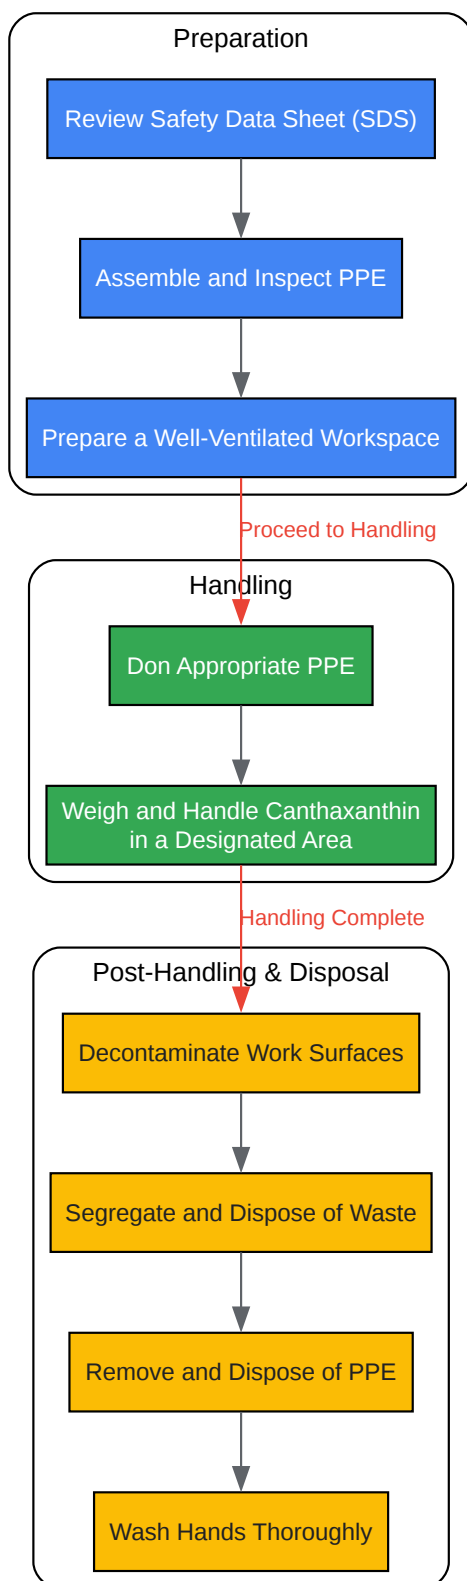 Preparation
Review Safety Data Sheet (SDS)
Assemble and Inspect PPE
Prepare a Well-Ventilated Workspace
Proceed to Handling
Handling
Don Appropriate PPE
Weigh and Handle Canthaxanthin
in a Designated Area
Handling Complete
Post-Handling & Disposal
Decontaminate Work Surfaces
Segregate and Dispose of Waste
Remove and Dispose of PPE
Wash Hands Thoroughly